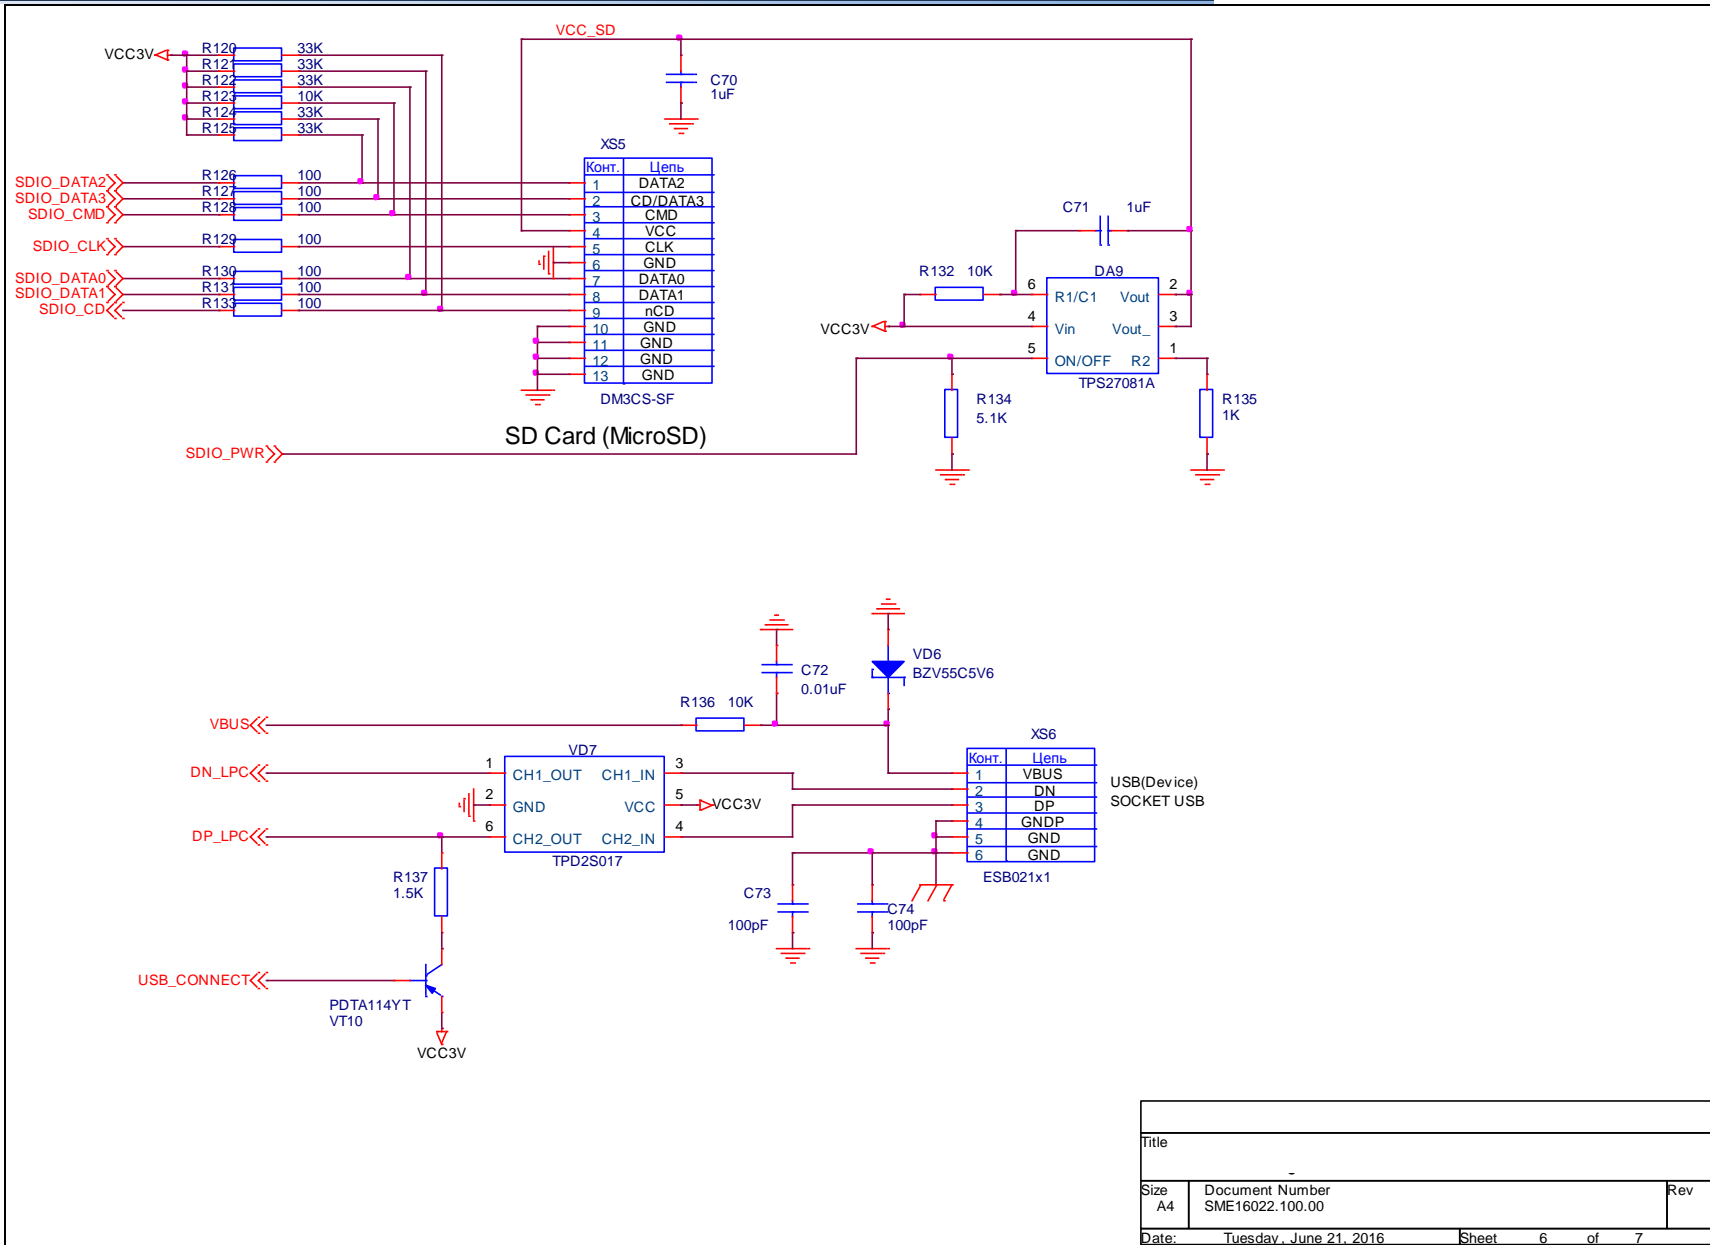 VCC_SD
VCC3V
R120 33K
R121 33K
R122 33K
R123 10K
R124 33K
R125 33K
C70
1uF
XS5
Конт. Цепь
1 DATA2
2 CD/DATA3
3 CMD
4 VCC
5 CLK
6 GND
7 DATA0
8 DATA1
9 nCD
10 GND
11 GND
12 GND
13 GND
DM3CS-SF
SDIO_DATA2 R126 100
SDIO_DATA3 R127 100
SDIO_CMD R128 100
SDIO_CLK R129 100
SDIO_DATA0 R130 100
SDIO_DATA1 R131 100
SDIO_CD R133 100
C71 1uF
R132 10K
DA9
6 R1/C1 Vout 2
VCC3V
4 Vin Vout_ 3
5 ON/OFF R2 1
TPS27081A
R134
5.1K
R135
1K
SD Card (MicroSD)
SDIO_PWR
C72
0.01uF
VD6
BZV55C5V6
R136 10K
VBUS
XS6
Конт. Цепь
1 VBUS
2 DN
3 DP
4 GNDP
5 GND
6 GND
ESB021x1
USB(Device)
SOCKET USB
VD7
DN_LPC
1 CH1_OUT CH1_IN 3
2 GND VCC 5 VCC3V
DP_LPC
6 CH2_OUT CH2_IN 4
TPD2S017
R137
1.5K
C73
100pF
C74
100pF
USB_CONNECT
PDTA114YT
VT10
VCC3V
Title
-
Size
A4
Document Number
SME16022.100.00
Rev
Date: Tuesday, June 21, 2016 Sheet 6 of 7